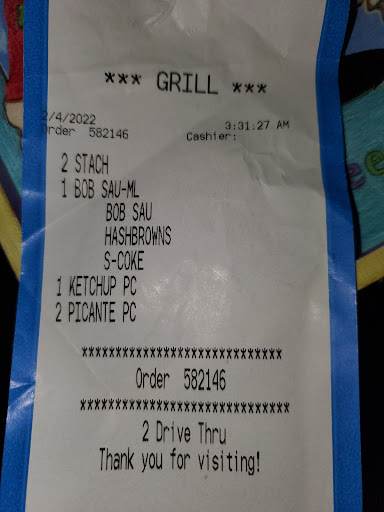 *** GRILL ***
2/4/2022 3:31:27 AM
Order 582146 Cashier:
2 STACH
1 BOB SAU-ML
BOB SAU
HASHBROWNS
S-COKE
1 KETCHUP PC
2 PICANTE PC
*****************************
Order 582146
******************************
2 Drive Thru
Thank you for visiting!